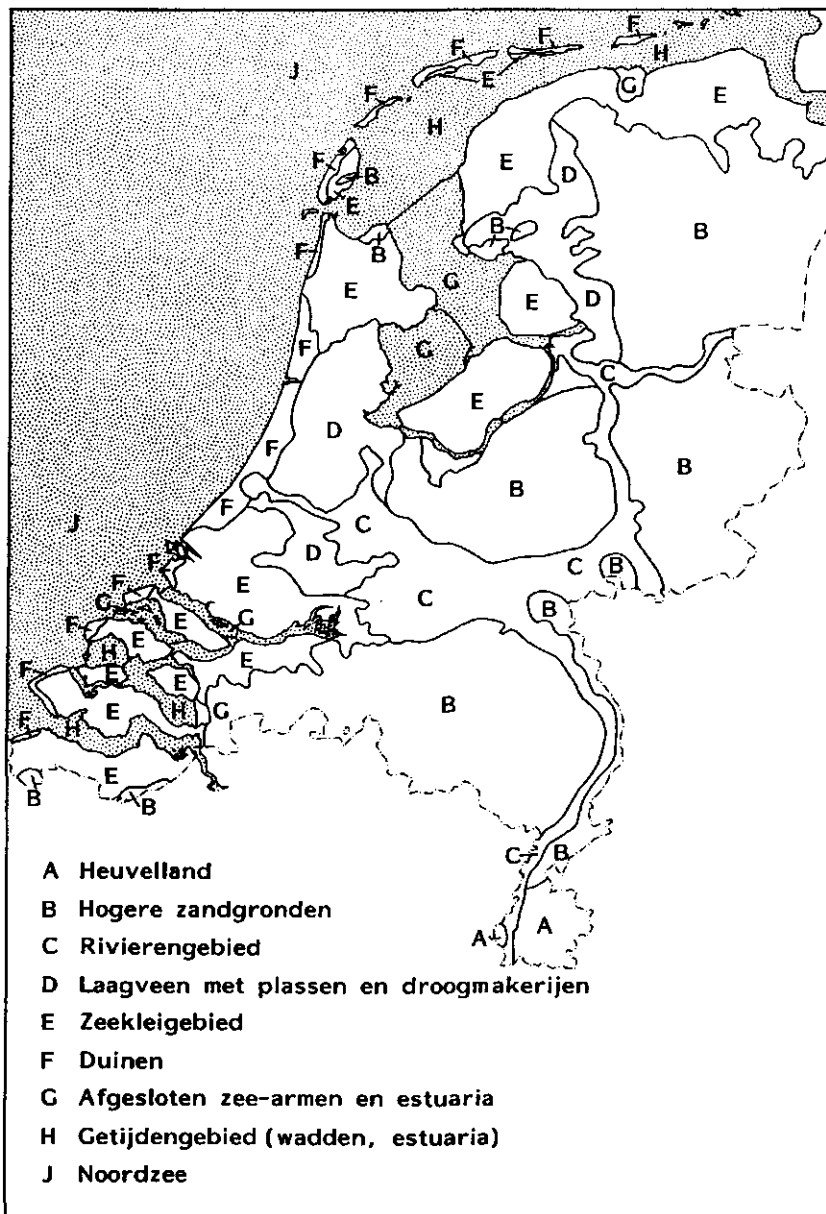 F
F
F
H
J
E
G
E
F
H
F
B
E
E
D
B
B
B
F
G
E
E
D
F
G
C
D
E
B
B
F
F
C
J
D
F
E
C
B
F
G
E
G
C
B
F
E
H
E
E
F
E
E
H
G
B
F
H
E
B
B
C
B
A
A
A Heuvelland
B Hogere zandgronden
C Rivierengebied
D Laagveen met plassen en droogmakerijen
E Zeekleigebied
F Duinen
G Afgesloten zee-armen en estuaria
H Getijdengebied (wadden, estuaria)
J Noordzee